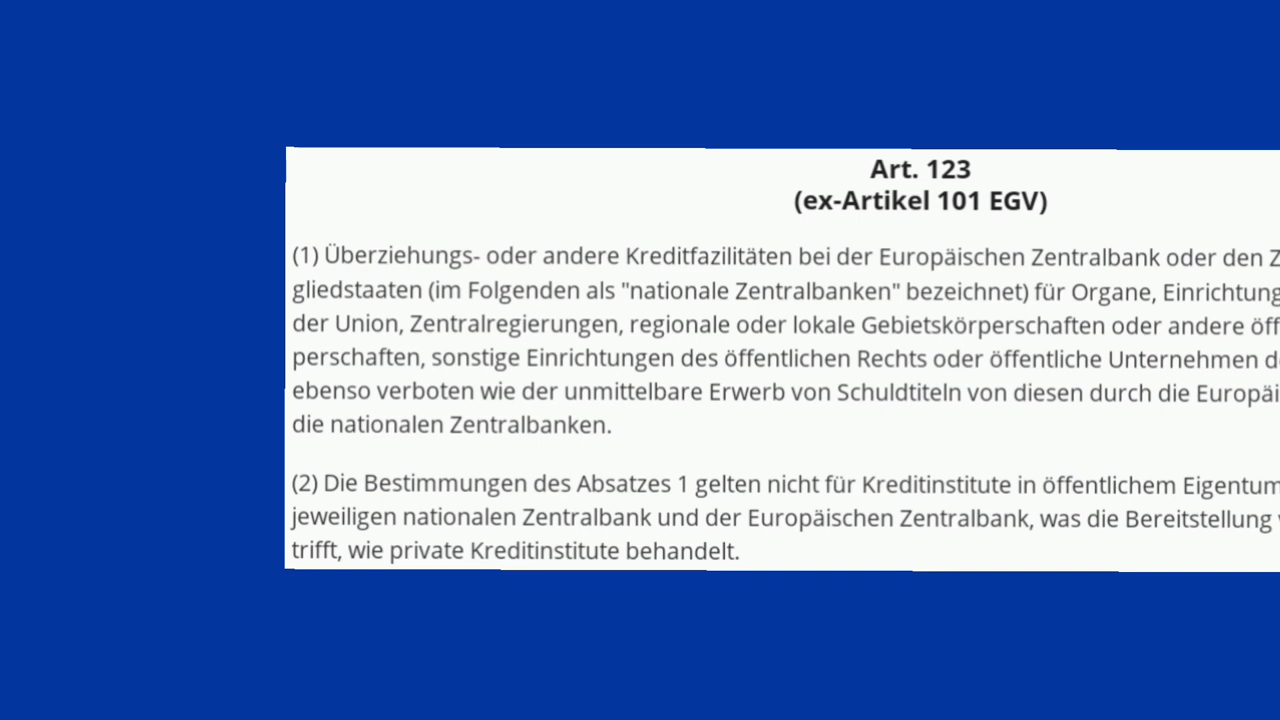 Art. 123
(ex-Artikel 101 EGV)
(1) Überziehungs- oder andere Kreditfazilitäten bei der Europäischen Zentralbank oder den
gliedstaaten (im Folgenden als "nationale Zentralbanken" bezeichnet) für Organe,
der Union, Zentralregierungen, regionale oder lokale Gebietskörperschaften oder andere
perschaften, sonstige Einrichtungen des öffentlichen Rechts oder öffentliche Unternehmen
ebenso verboten wie der unmittelbare Erwerb von Schuldtiteln von diesen durch die
die nationalen Zentralbanken.
(2) Die Bestimmungen des Absatzes 1 gelten nicht für Kreditinstitute in öffentlichem Eigentum
jeweiligen nationalen Zentralbank und der Europäischen Zentralbank, was die Bereitstellung
trifft, wie private Kreditinstitute behandelt.